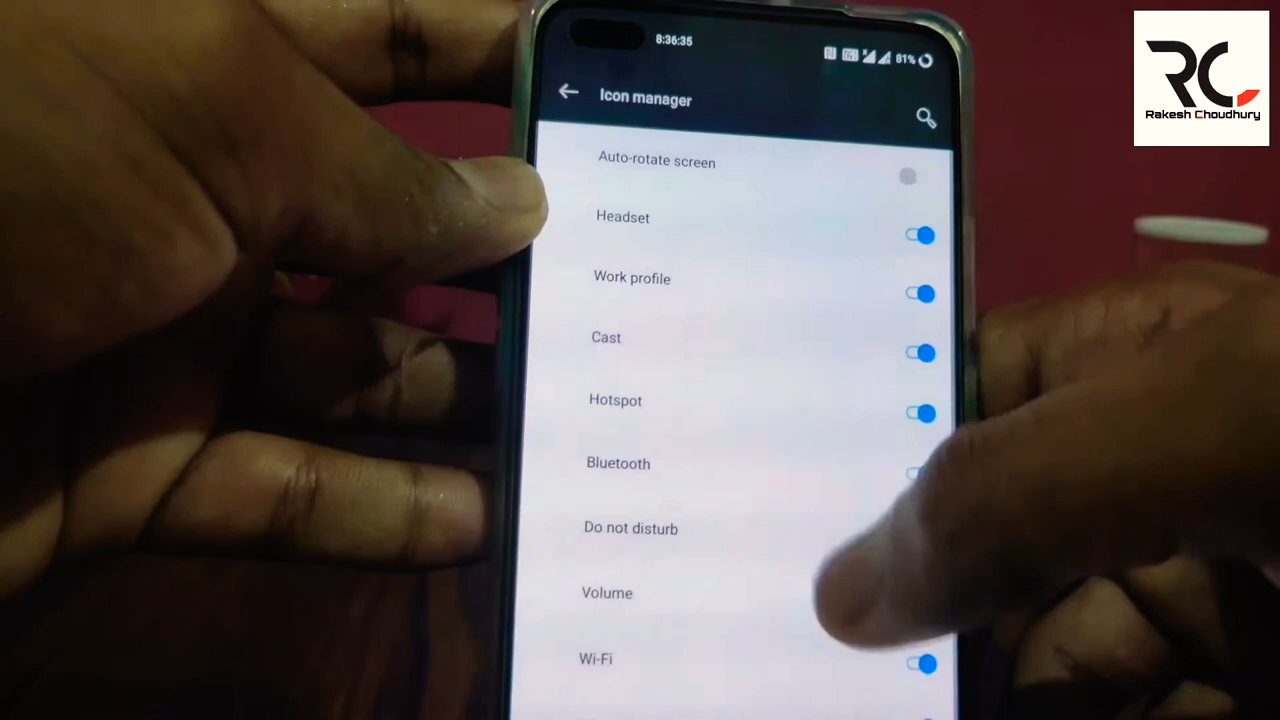 8:36:35
81%
Icon manager
RC
Rakesh Choudhury
Auto-rotate screen
Headset
Work profile
Cast
Hotspot
Bluetooth
Do not disturb
Volume
Wi-Fi